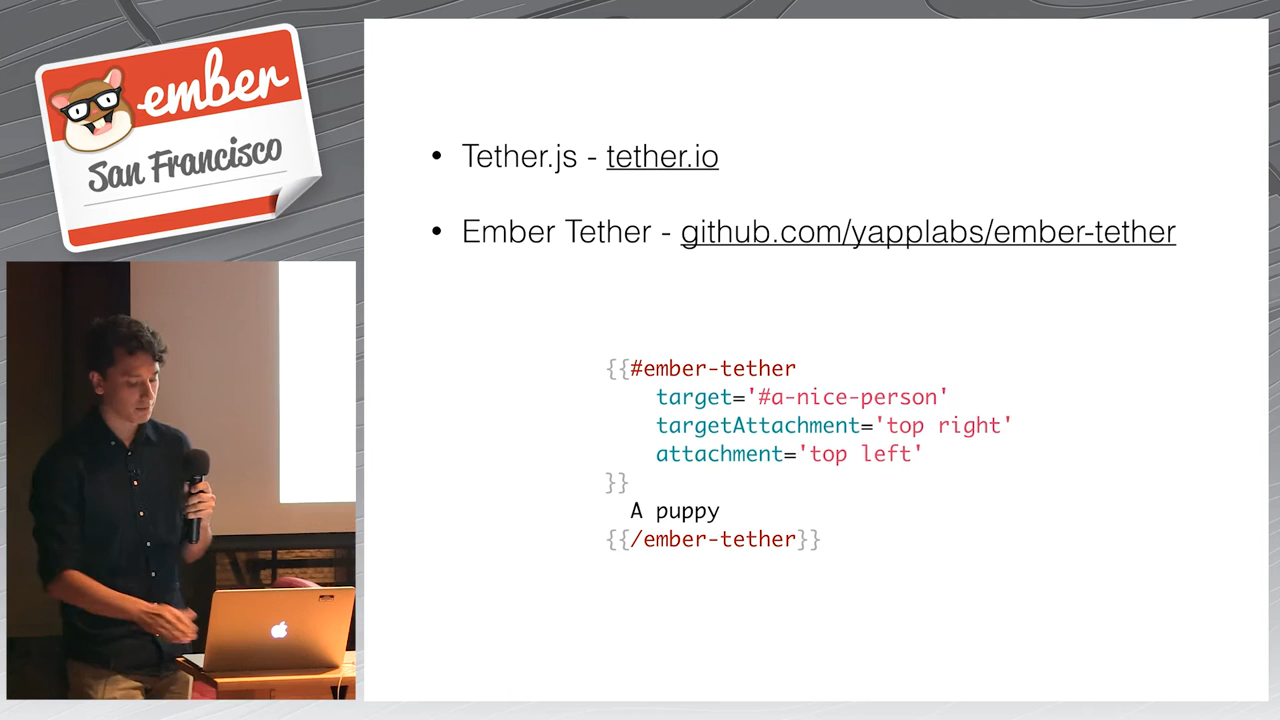 ember
San Francisco
• Tether.js - tether.io
• Ember Tether - github.com/yapplabs/ember-tether
{{#ember-tether
target='#a-nice-person'
targetAttachment='top right'
attachment='top left'
}}
A puppy
{{/ember-tether}}